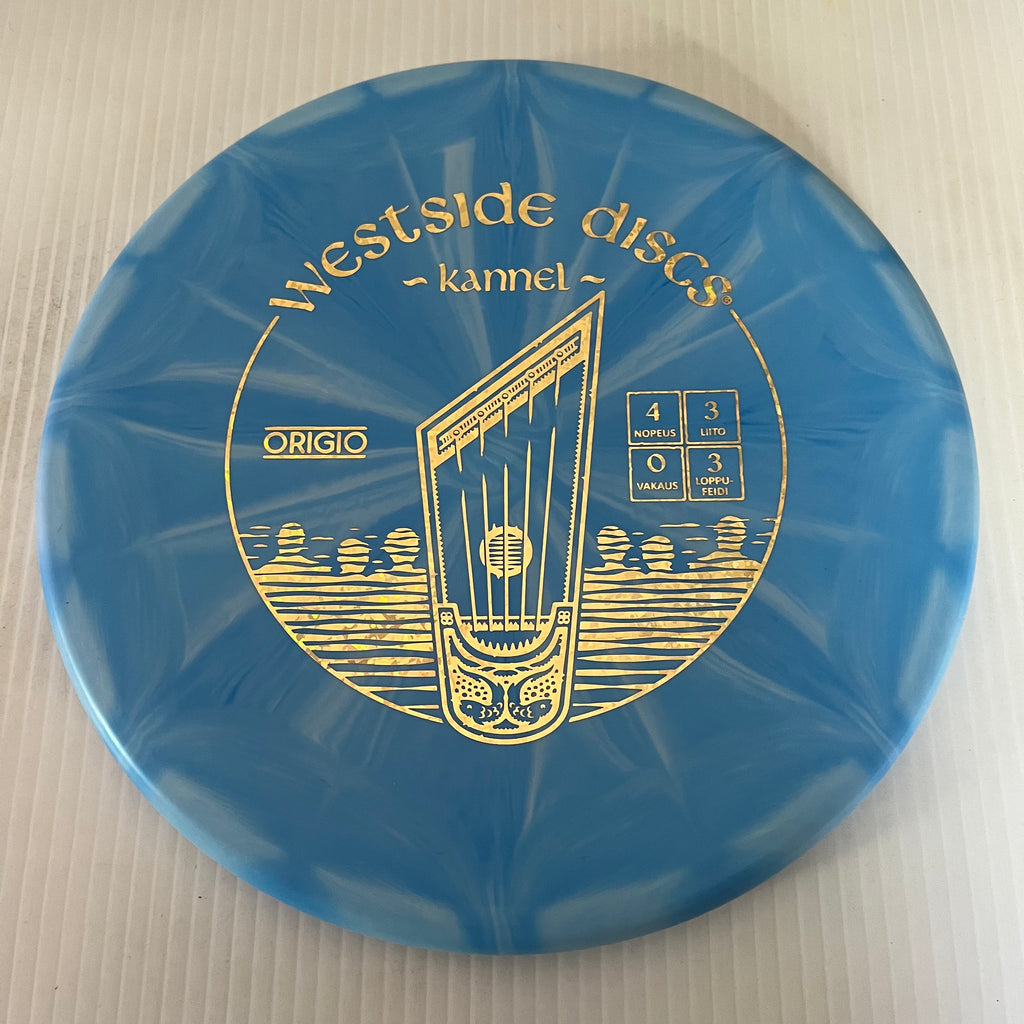 westside discs
~ kannel ~
ORIGIO
4 NOPEUS
3 LIITO
0 VAKAUS
3 LOPPU-
FEIDI